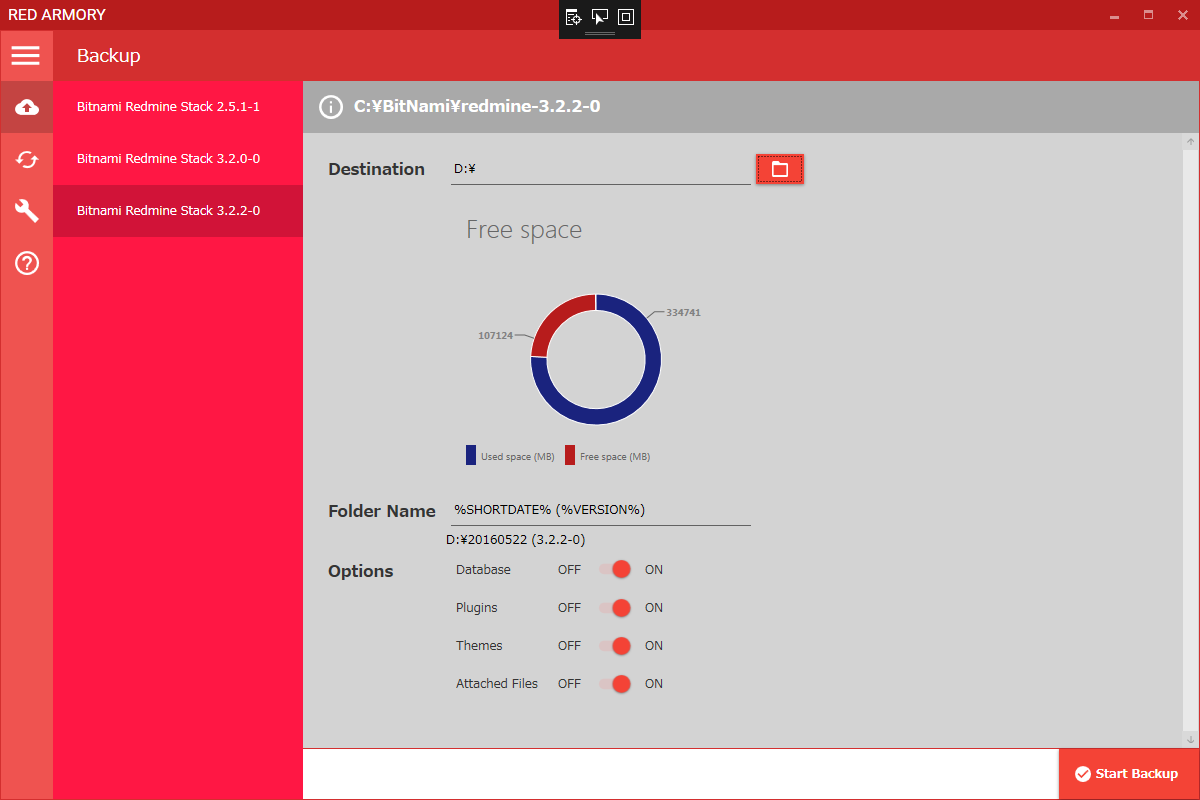 RED ARMORY
Backup
Bitnami Redmine Stack 2.5.1-1
Bitnami Redmine Stack 3.2.0-0
Bitnami Redmine Stack 3.2.2-0
C:¥BitNami¥redmine-3.2.2-0
Destination D:¥
Free space
334741
107124
Used space (MB) Free space (MB)
Folder Name %SHORTDATE% (%VERSION%)
D:¥20160522 (3.2.2-0)
Options Database OFF ON
Plugins OFF ON
Themes OFF ON
Attached Files OFF ON
Start Backup